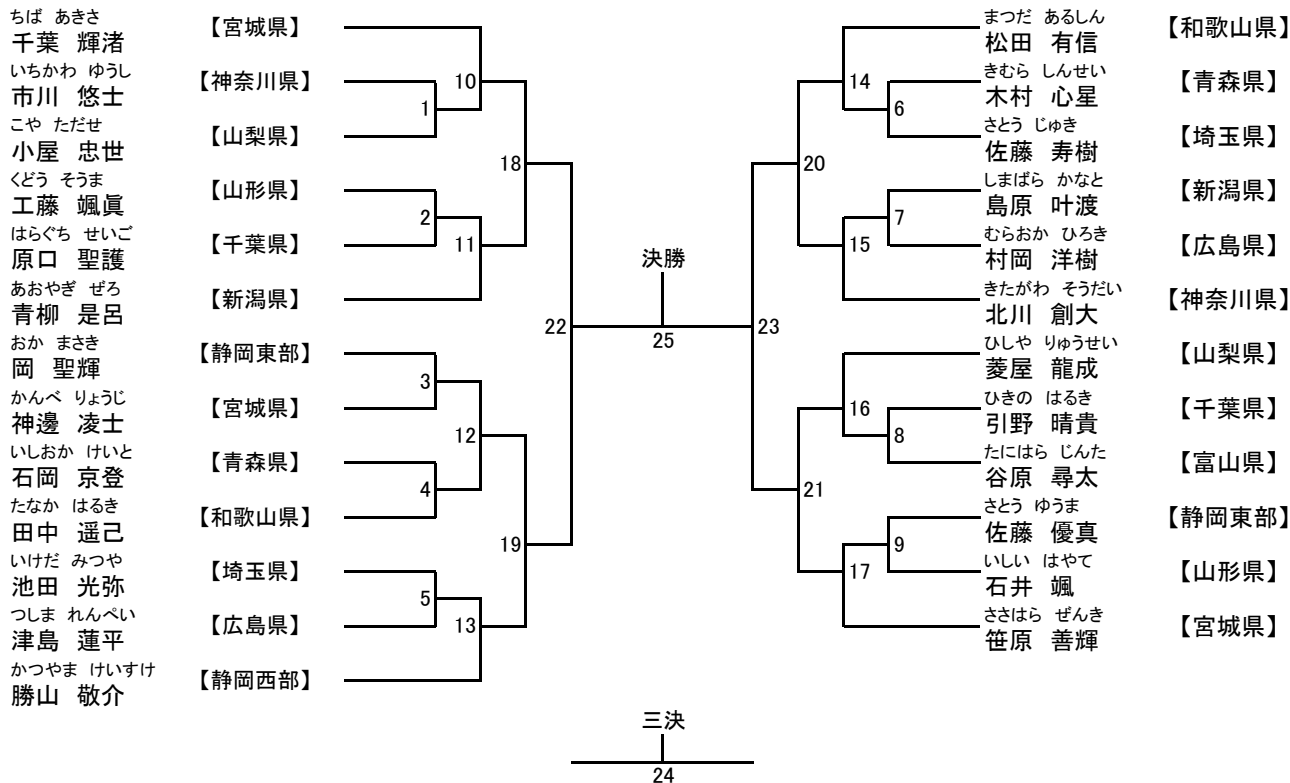 ちば あきさ
千葉 輝渚 【宮城県】
いちかわ ゆうし
市川 悠士 【神奈川県】
こや ただせ
小屋 忠世 【山梨県】
くどう そうま
工藤 颯眞 【山形県】
はらぐち せいご
原口 聖護 【千葉県】
あおやぎ ぜろ
青柳 是呂 【新潟県】
おか まさき
岡 聖輝 【静岡東部】
かんべ りょうじ
神邊 凌士 【宮城県】
いしおか けいと
石岡 京登 【青森県】
たなか はるき
田中 遥己 【和歌山県】
いけだ みつや
池田 光弥 【埼玉県】
つしま れんぺい
津島 蓮平 【広島県】
かつやま けいすけ
勝山 敬介 【静岡西部】
1
2
3
4
5
10
11
12
13
18
19
22
決勝
25
三決
24
23
20
21
14
15
16
17
6
7
8
9
まつだ あるしん
松田 有信 【和歌山県】
きむら しんせい
木村 心星 【青森県】
さとう じゅき
佐藤 寿樹 【埼玉県】
しまばら かなと
島原 叶渡 【新潟県】
むらおか ひろき
村岡 洋樹 【広島県】
きたがわ そうだい
北川 創大 【神奈川県】
ひしや りゅうせい
菱屋 龍成 【山梨県】
ひきの はるき
引野 晴貴 【千葉県】
たにはら じんた
谷原 尋太 【富山県】
さとう ゆうま
佐藤 優真 【静岡東部】
いしい はやて
石井 颯 【山形県】
ささはら ぜんき
笹原 善輝 【宮城県】